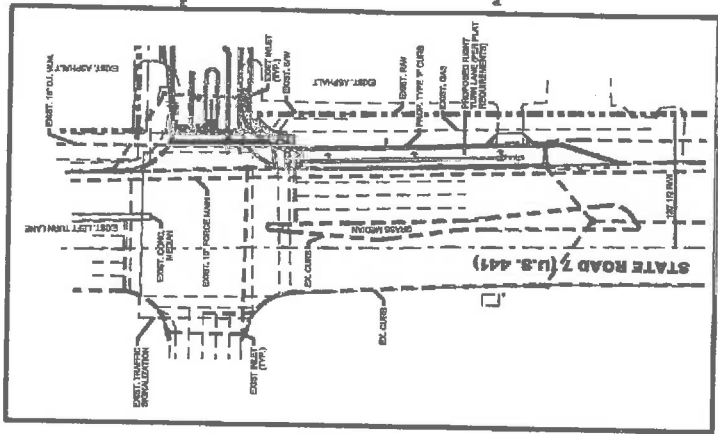 EXIST. 16" D.I. W.M.
EXIST. ASPHALT
EXIST. LEFT TURN LANE
EXIST. CONC.
MEDIAN
EXIST. 10" FORCE MAIN
EXIST. TRAFFIC
SIGNALIZATION
EXIST INLET
(TYP.)
EXIST INLET
(TYP.)
EXIST. S/W
EXIST. ASPHALT
EXIST. R/W
PROP. TYPE 'F' CURB
EXIST. GAS
PROPOSED RIGHT
TURN LANE (PER PLAT
REQUIREMENTS)
EX. CURB
GRASS MEDIAN
EX. CURB
STATE ROAD 7 (U.S. 441)